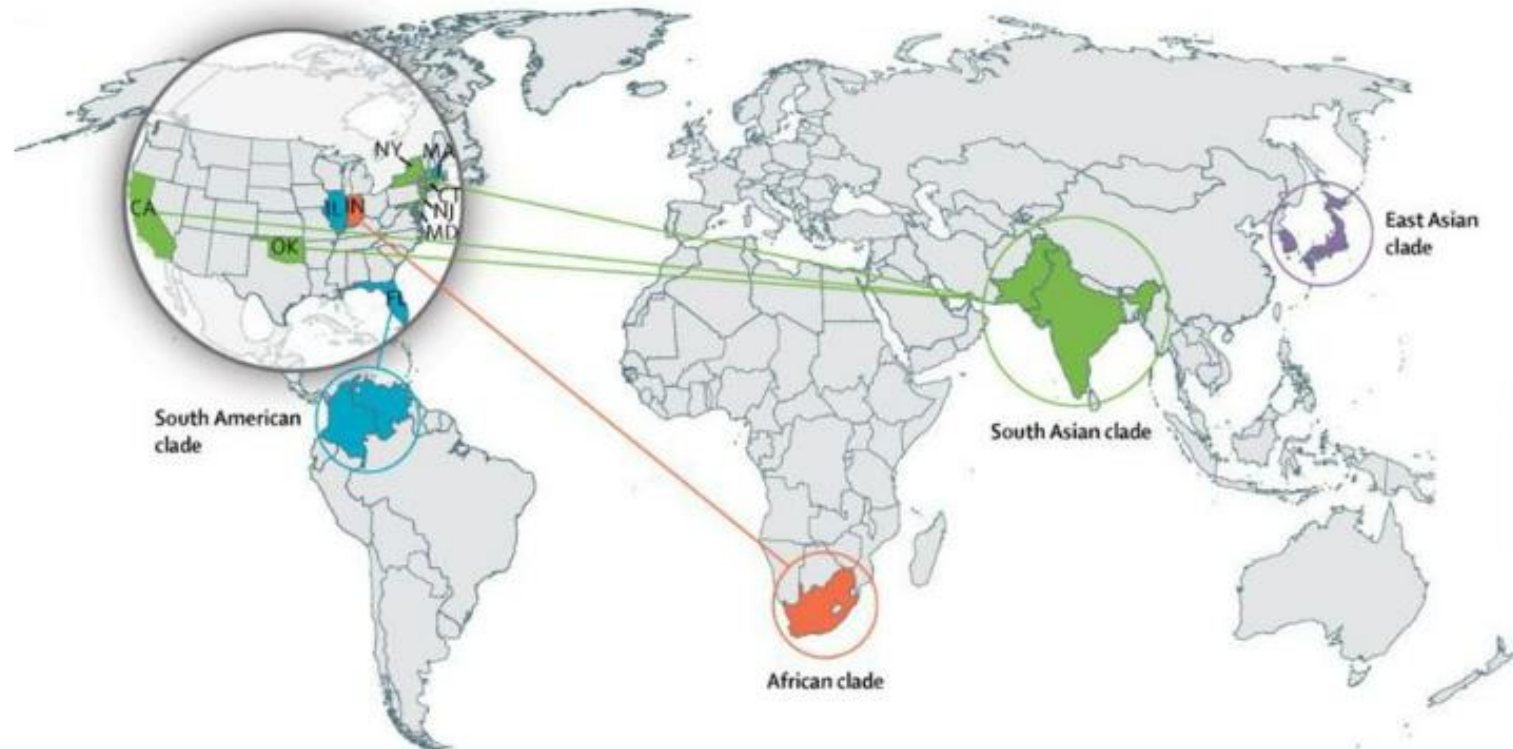 NY
MA
CT
NJ
MD
CA
IL
IN
OK
FL
East Asian
clade
South American
clade
South Asian clade
African clade